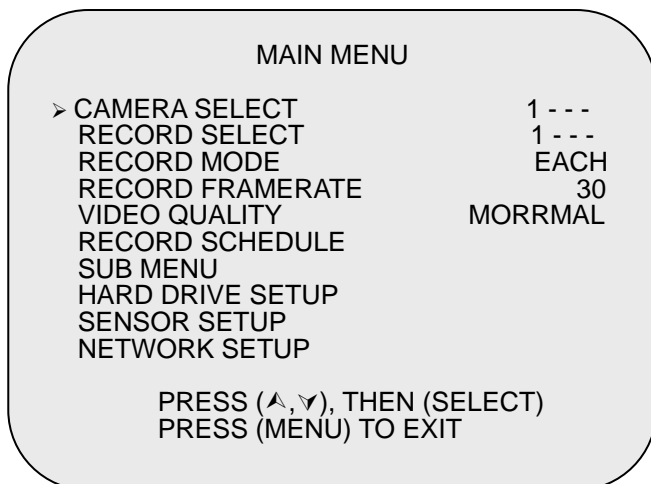 MAIN MENU
➢ CAMERA SELECT 1 - - -
RECORD SELECT 1 - - -
RECORD MODE EACH
RECORD FRAMERATE 30
VIDEO QUALITY MORRMAL
RECORD SCHEDULE
SUB MENU
HARD DRIVE SETUP
SENSOR SETUP
NETWORK SETUP
PRESS (⮝,⮟), THEN (SELECT)
PRESS (MENU) TO EXIT